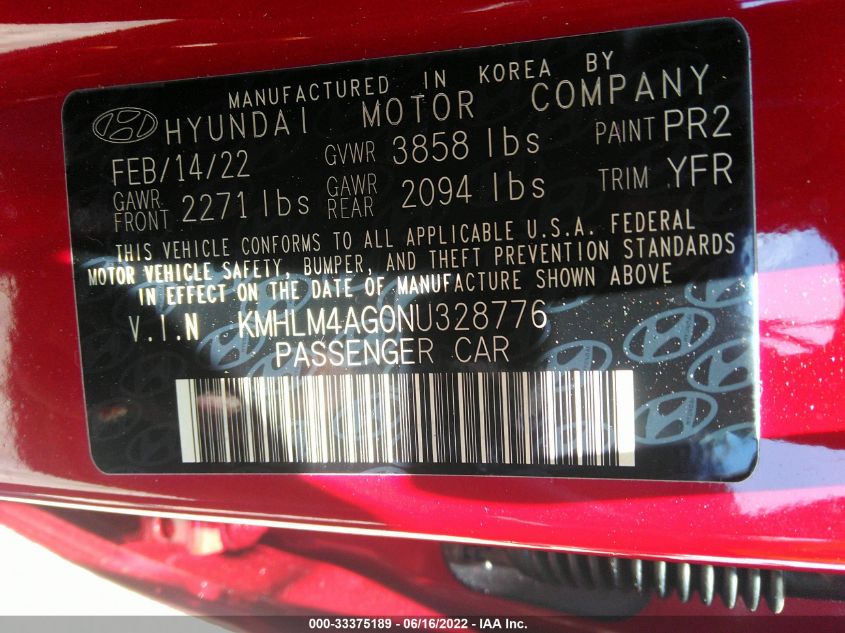 MANUFACTURED IN KOREA BY
HYUNDAI MOTOR COMPANY
FEB/14/22 GVWR 3858 lbs PAINT PR2
GAWR FRONT 2271 lbs GAWR REAR 2094 lbs TRIM YFR
THIS VEHICLE CONFORMS TO ALL APPLICABLE U.S.A. FEDERAL
MOTOR VEHICLE SAFETY, BUMPER, AND THEFT PREVENTION STANDARDS
IN EFFECT ON THE DATE OF MANUFACTURE SHOWN ABOVE
V.I.N KMHLM4AG0NU328776
PASSENGER CAR
000-33375189 - 06/16/2022 - IAA Inc.